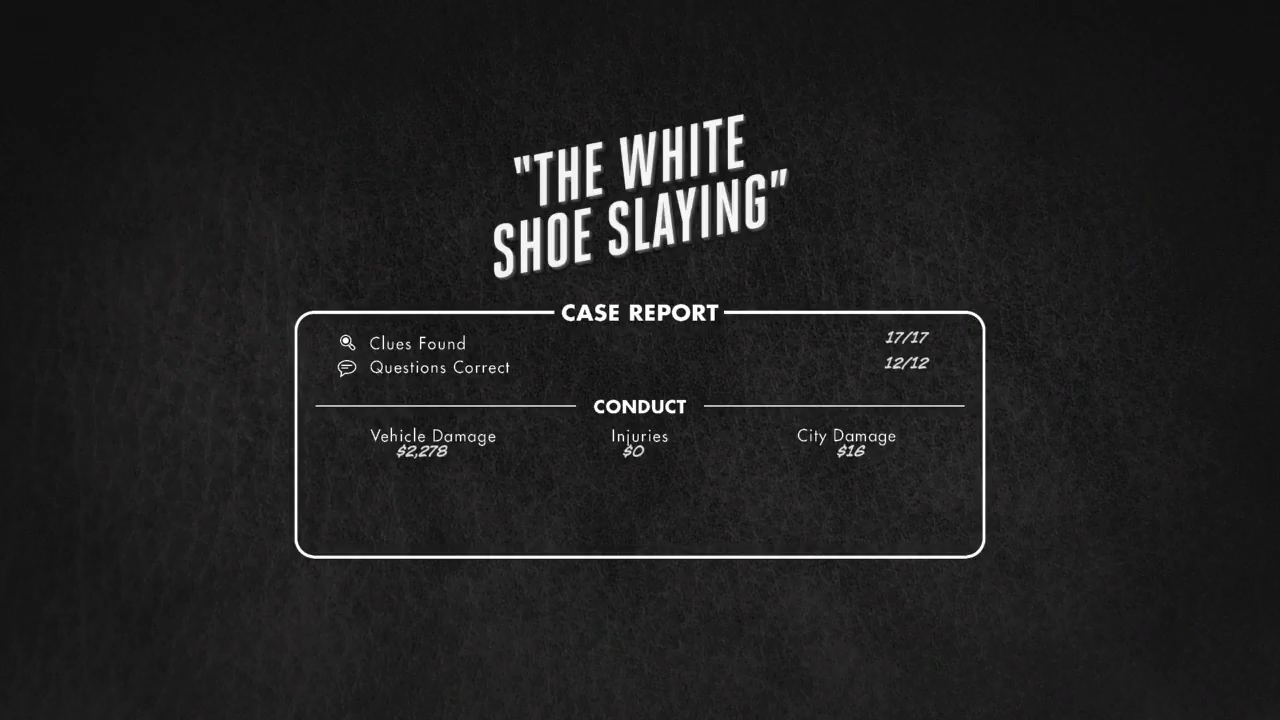 "THE WHITE
SHOE SLAYING"
CASE REPORT
Clues Found 17/17
Questions Correct 12/12
CONDUCT
Vehicle Damage Injuries City Damage
$2,278 $0 $16